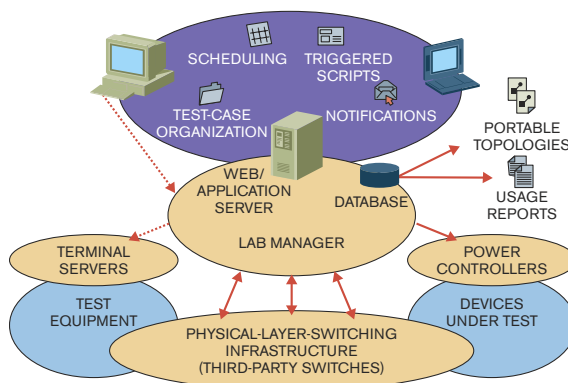 SCHEDULING
TRIGGERED
SCRIPTS
TEST-CASE
ORGANIZATION
NOTIFICATIONS
PORTABLE
TOPOLOGIES
WEB/
APPLICATION
SERVER
DATABASE
USAGE
REPORTS
LAB MANAGER
TERMINAL
SERVERS
POWER
CONTROLLERS
TEST
EQUIPMENT
DEVICES
UNDER TEST
PHYSICAL-LAYER-SWITCHING
INFRASTRUCTURE
(THIRD-PARTY SWITCHES)